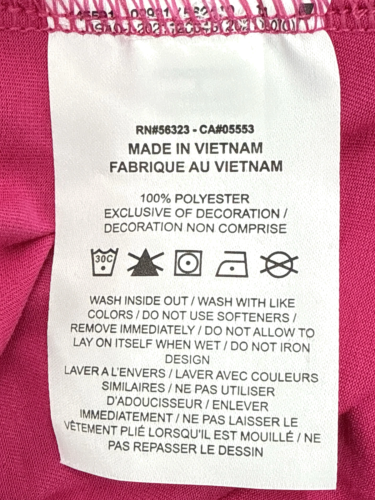 RN#56323 - CA#05553
MADE IN VIETNAM
FABRIQUE AU VIETNAM
100% POLYESTER
EXCLUSIVE OF DECORATION /
DECORATION NON COMPRISE
30C
WASH INSIDE OUT / WASH WITH LIKE
COLORS / DO NOT USE SOFTENERS /
REMOVE IMMEDIATELY / DO NOT ALLOW TO
LAY ON ITSELF WHEN WET / DO NOT IRON
DESIGN
LAVER A L'ENVERS / LAVER AVEC COULEURS
SIMILAIRES / NE PAS UTILISER
D'ADOUCISSEUR / ENLEVER
IMMEDIATEMENT / NE PAS LAISSER LE
VÊTEMENT PLIÉ LORSQU'IL EST MOUILLÉ / NE
PAS REPASSER LE DESSIN